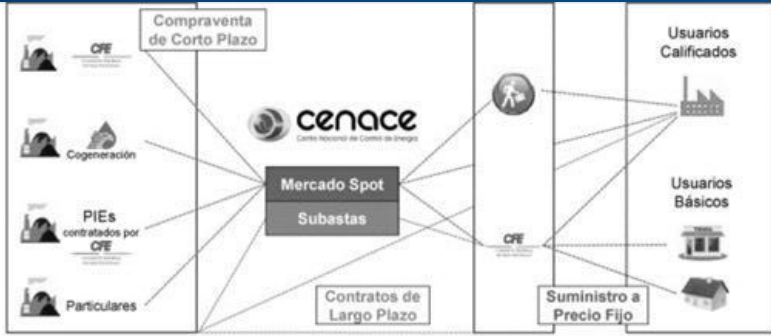 Compraventa
de Corto Plazo
CFE
Cogeneración
PIEs
contratados por
CFE
Particulares
cenace
Centro Nacional de Control de Energía
Mercado Spot
Subastas
Contratos de
Largo Plazo
CFE
Suministro a
Precio Fijo
Usuarios
Calificados
Usuarios
Básicos